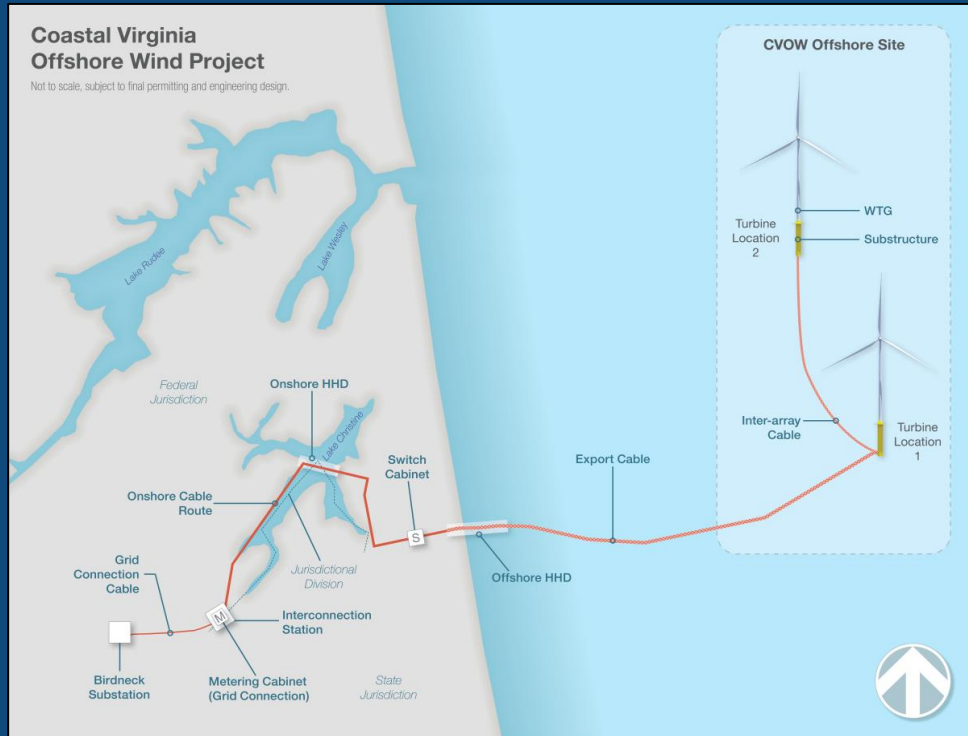 Coastal Virginia
Offshore Wind Project
Not to scale, subject to final permitting and engineering design.
CVOW Offshore Site
WTG
Substructure
Turbine
Location
2
Inter-array
Cable
Turbine
Location
1
Lake Rudee
Lake Wesley
Federal
Jurisdiction
Onshore HHD
Lake Christine
Switch
Cabinet
S
Export Cable
Onshore Cable
Route
Offshore HHD
Jurisdictional
Division
Grid
Connection
Cable
M
Interconnection
Station
Birdneck
Substation
Metering Cabinet
(Grid Connection)
State
Jurisdiction